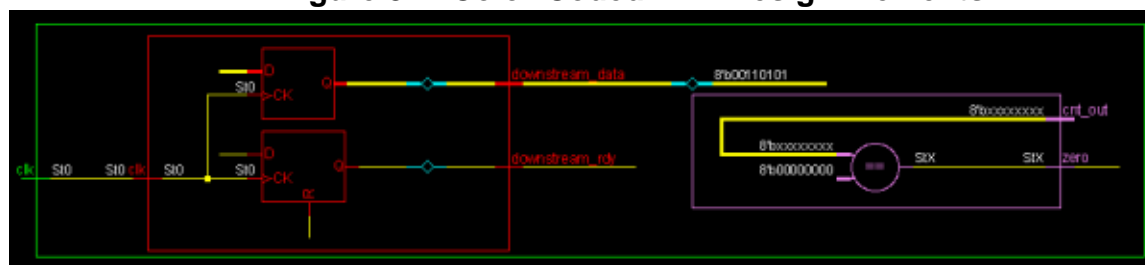 D
Q
downstream_data
8'b00110101
St0
>CK
8'bxxxxxxxx
cnt_out
D
Q
downstream_rdy
8'bxxxxxxxx
==
StX
StX
zero
clk
St0
St0
clk
St0
St0
>CK
8'b00000000
R